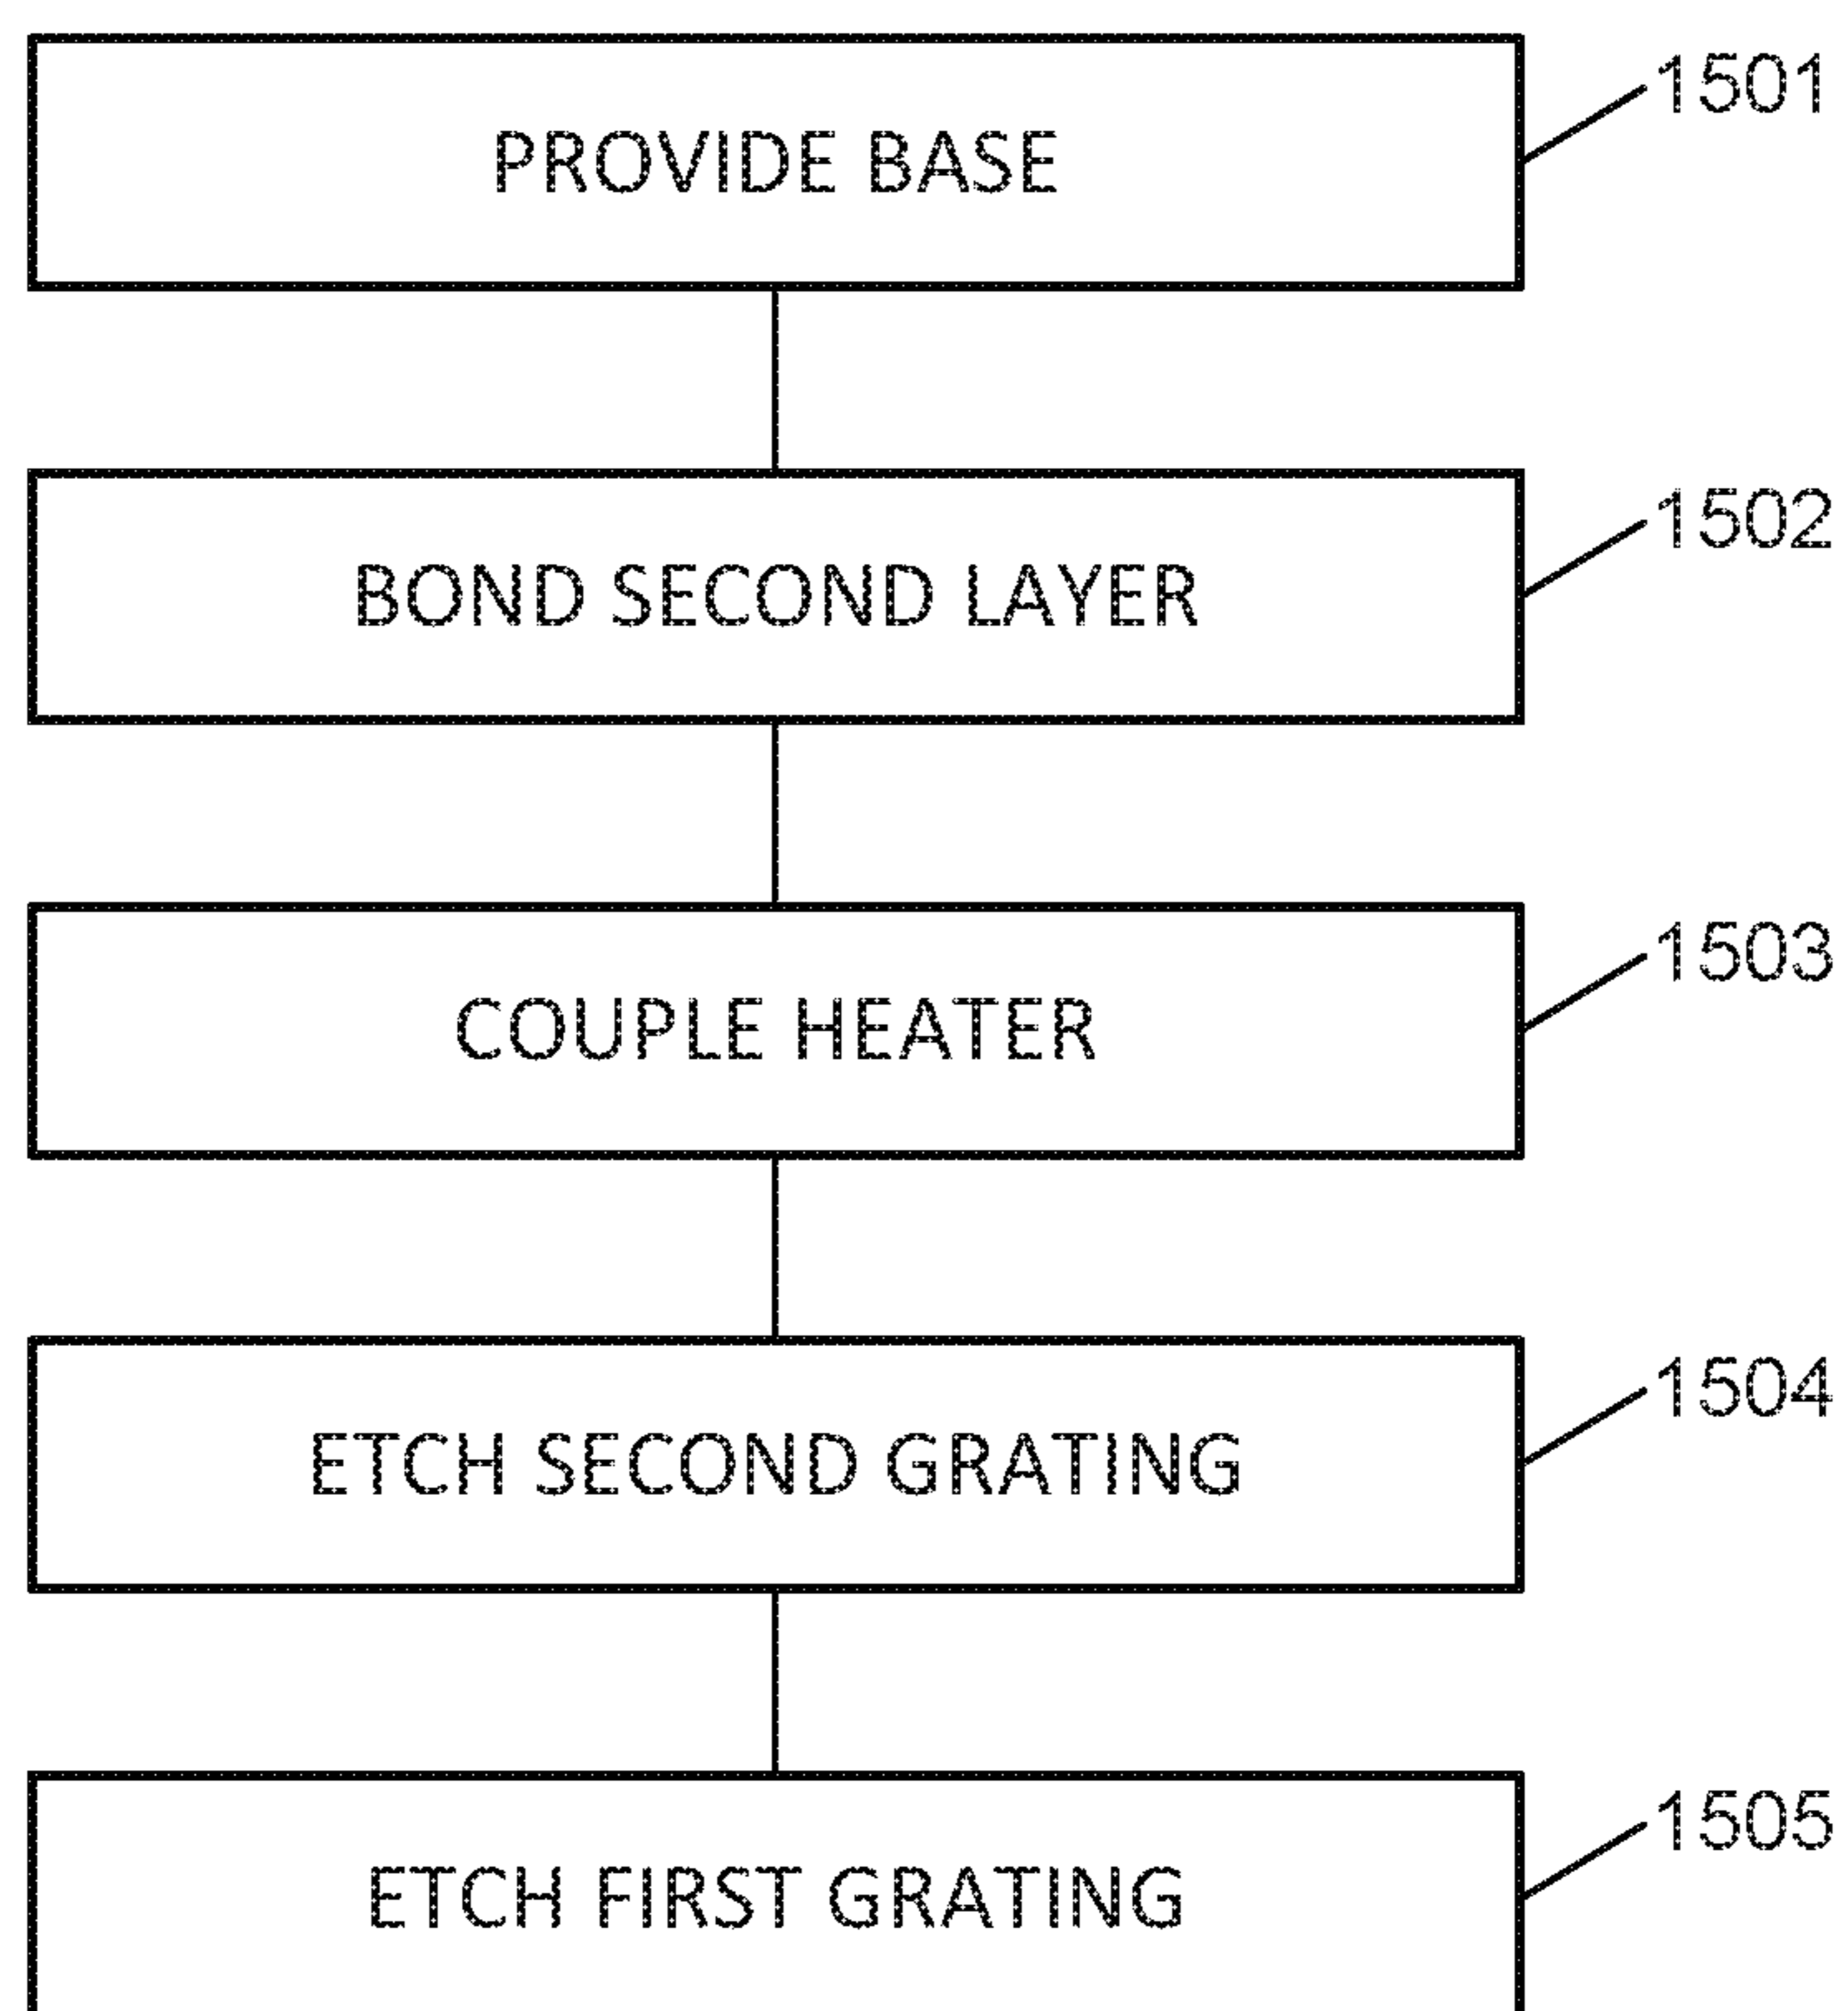 PROVIDE BASE
1501
BOND SECOND LAYER
1502
COUPLE HEATER
1503
ETCH SECOND GRATING
1504
ETCH FIRST GRATING
1505